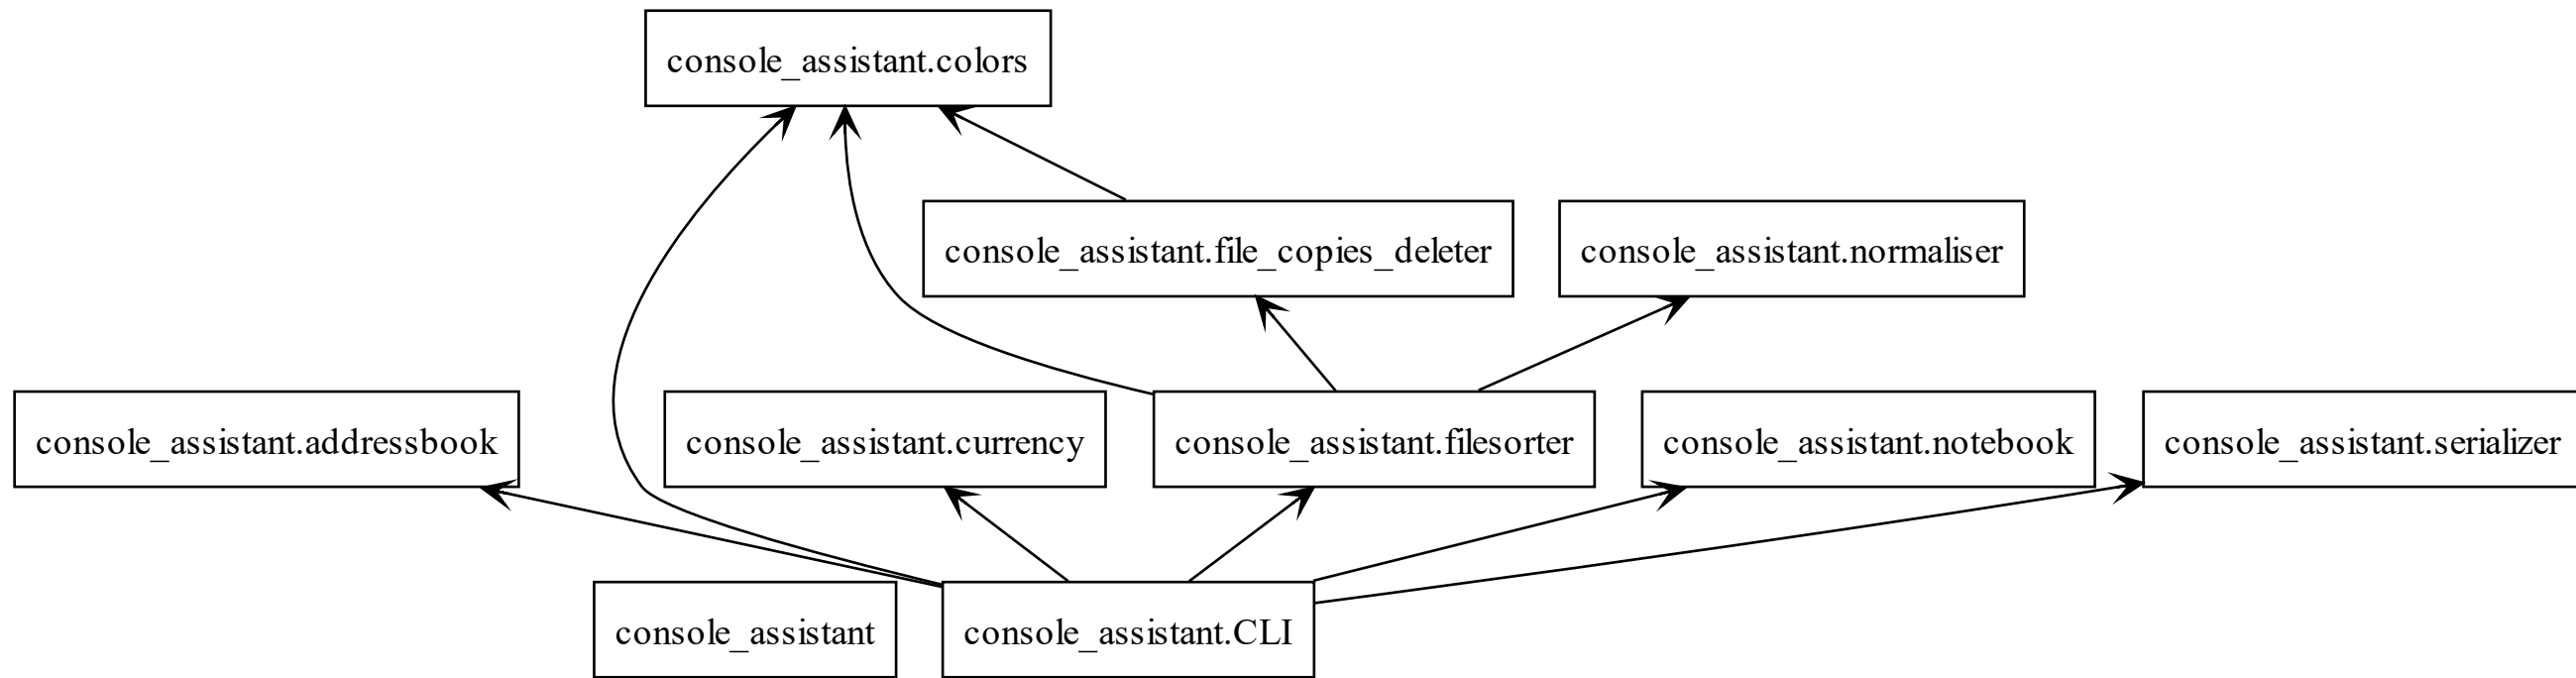 console_assistant.colors
console_assistant.file_copies_deleter
console_assistant.normaliser
console_assistant.addressbook
console_assistant.currency
console_assistant.filesorter
console_assistant.notebook
console_assistant.serializer
console_assistant
console_assistant.CLI